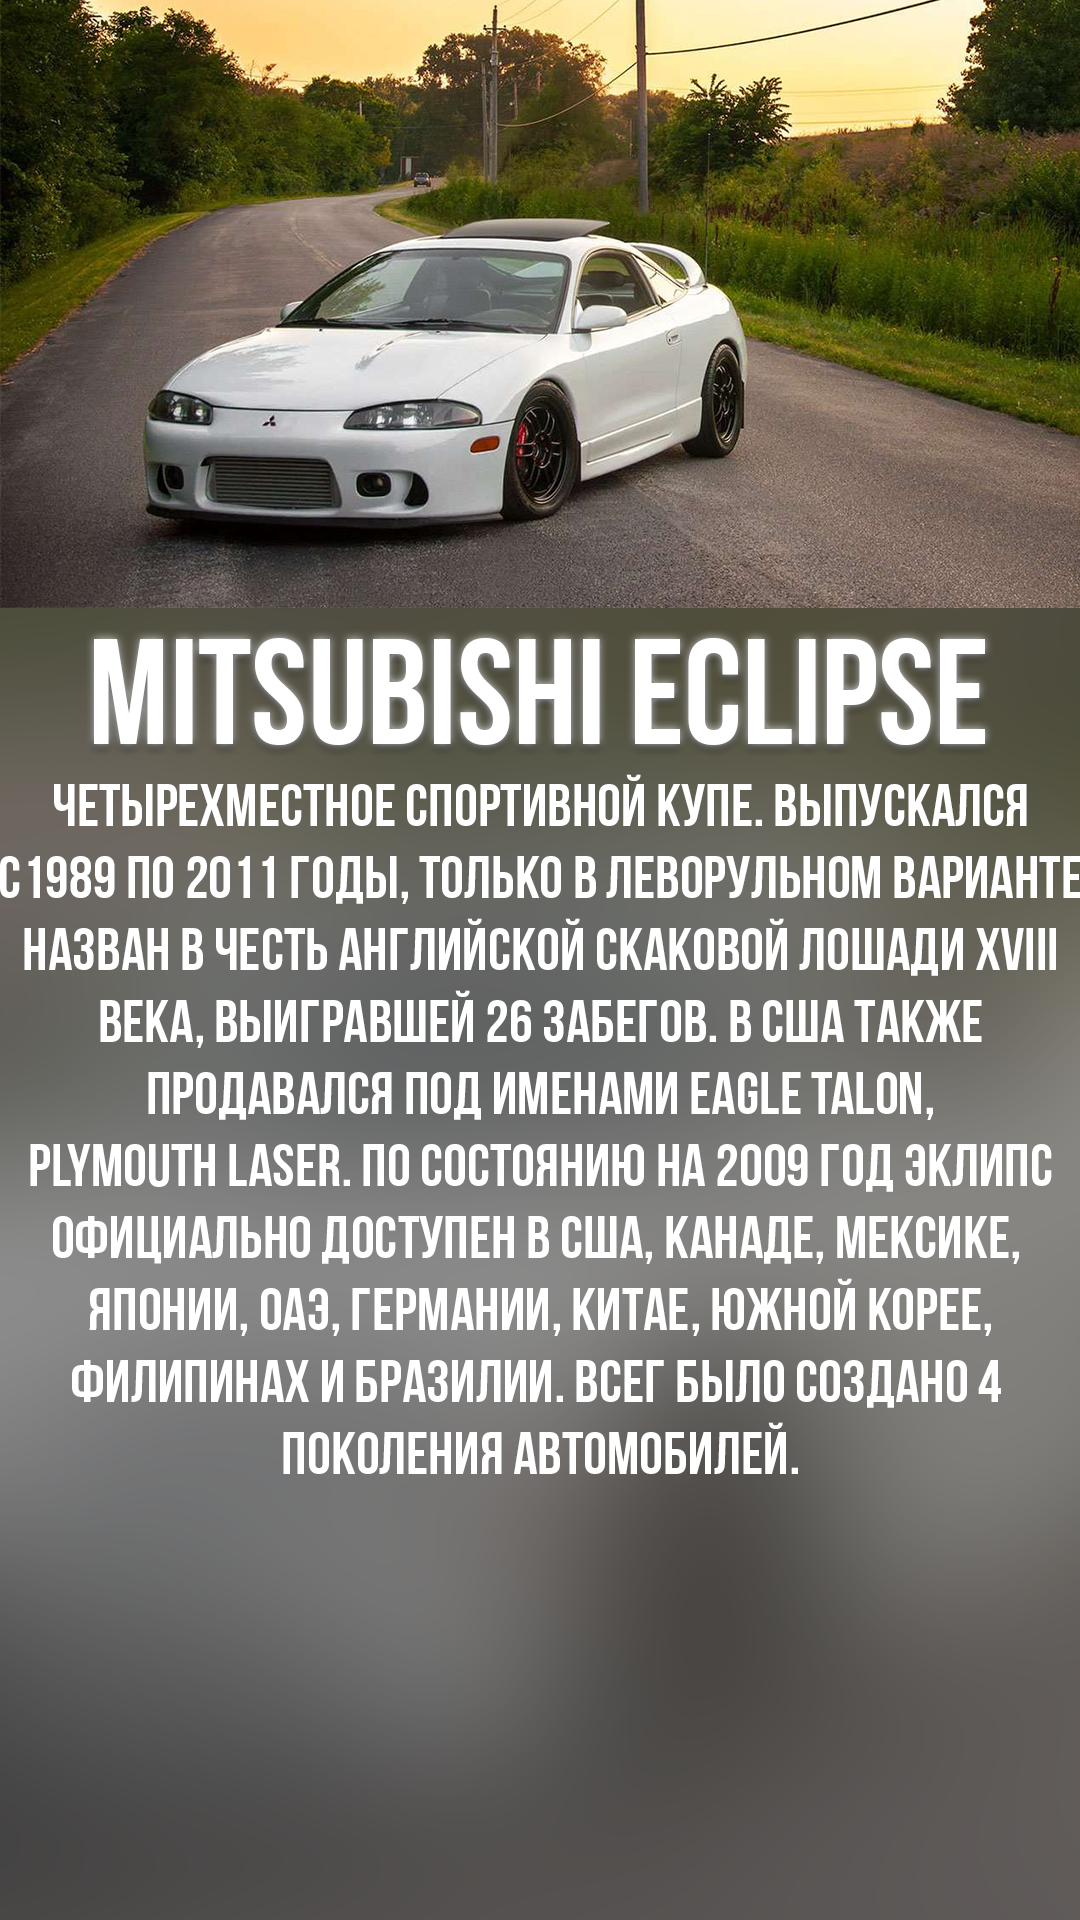 MITSUBISHI ECLIPSE
ЧЕТЫРЕХМЕСТНОЕ СПОРТИВНОЙ КУПЕ. ВЫПУСКАЛСЯ
С 1989 ПО 2011 ГОДЫ, ТОЛЬКО В ЛЕВОРУЛЬНОМ ВАРИАНТЕ
НАЗВАН В ЧЕСТЬ АНГЛИЙСКОЙ СКАКОВОЙ ЛОШАДИ XVIII
ВЕКА, ВЫИГРАВШЕЙ 26 ЗАБЕГОВ. В США ТАКЖЕ
ПРОДАВАЛСЯ ПОД ИМЕНАМИ EAGLE TALON,
PLYMOUTH LASER. ПО СОСТОЯНИЮ НА 2009 ГОД ЭКЛИПС
ОФИЦИАЛЬНО ДОСТУПЕН В США, КАНАДЕ, МЕКСИКЕ,
ЯПОНИИ, ОАЭ, ГЕРМАНИИ, КИТАЕ, ЮЖНОЙ КОРЕЕ,
ФИЛИПИНАХ И БРАЗИЛИИ. ВСЕГ БЫЛО СОЗДАНО 4
ПОКОЛЕНИЯ АВТОМОБИЛЕЙ.